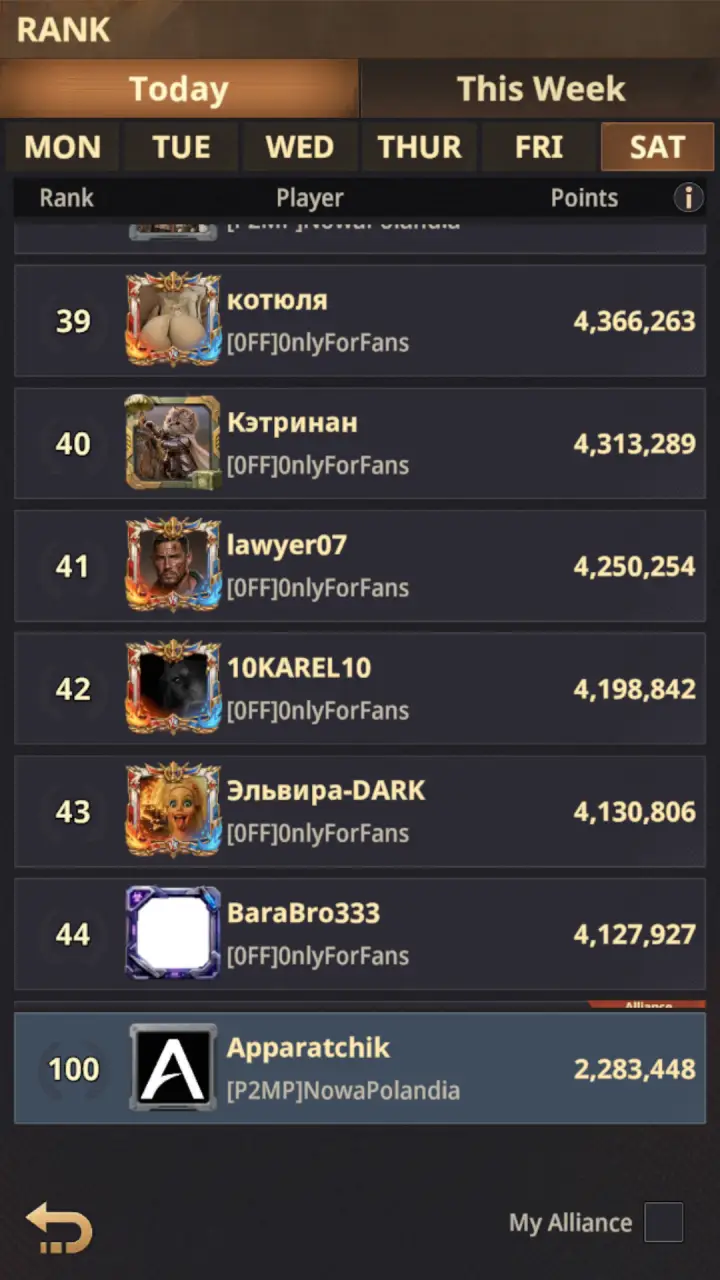 RANK
Today
This Week
MON
TUE
WED
THUR
FRI
SAT
Rank
Player
Points
[P2MP]NowaPolandia
39
котюля
[0FF]0nlyForFans
4,366,263
40
Кэтринан
[0FF]0nlyForFans
4,313,289
41
lawyer07
[0FF]0nlyForFans
4,250,254
42
10KAREL10
[0FF]0nlyForFans
4,198,842
43
Эльвира-DARK
[0FF]0nlyForFans
4,130,806
44
BaraBro333
[0FF]0nlyForFans
4,127,927
Alliance
100
Apparatchik
[P2MP]NowaPolandia
2,283,448
My Alliance